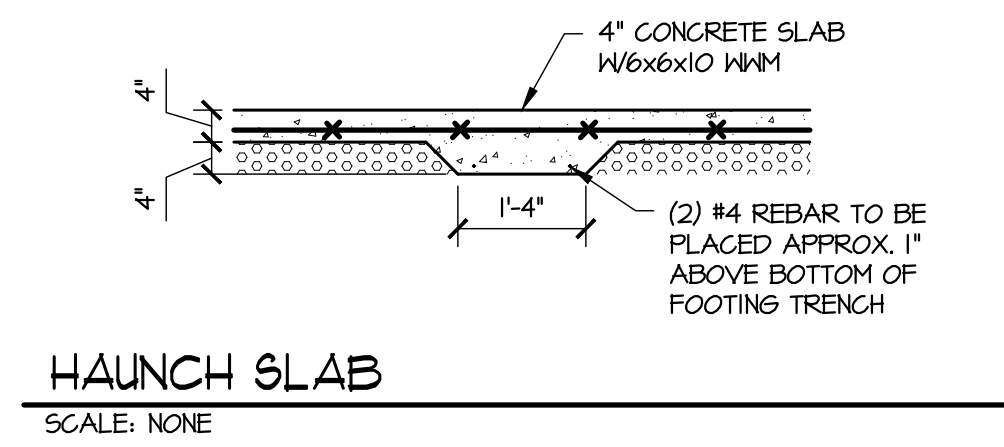 4" CONCRETE SLAB
W/6x6x10 WWM
4"
4"
1'-4"
(2) #4 REBAR TO BE
PLACED APPROX. 1"
ABOVE BOTTOM OF
FOOTING TRENCH
HAUNCH SLAB
SCALE: NONE